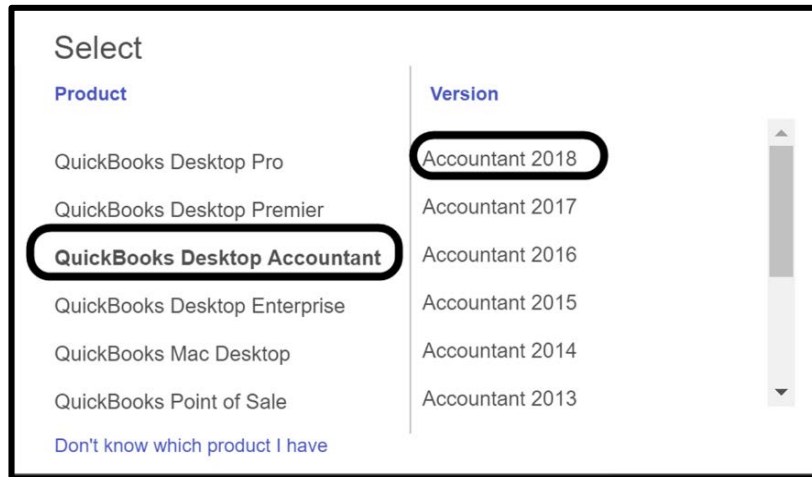 Select
Product
QuickBooks Desktop Pro
QuickBooks Desktop Premier
QuickBooks Desktop Accountant
QuickBooks Desktop Enterprise
QuickBooks Mac Desktop
QuickBooks Point of Sale
Don't know which product I have
Version
Accountant 2018
Accountant 2017
Accountant 2016
Accountant 2015
Accountant 2014
Accountant 2013